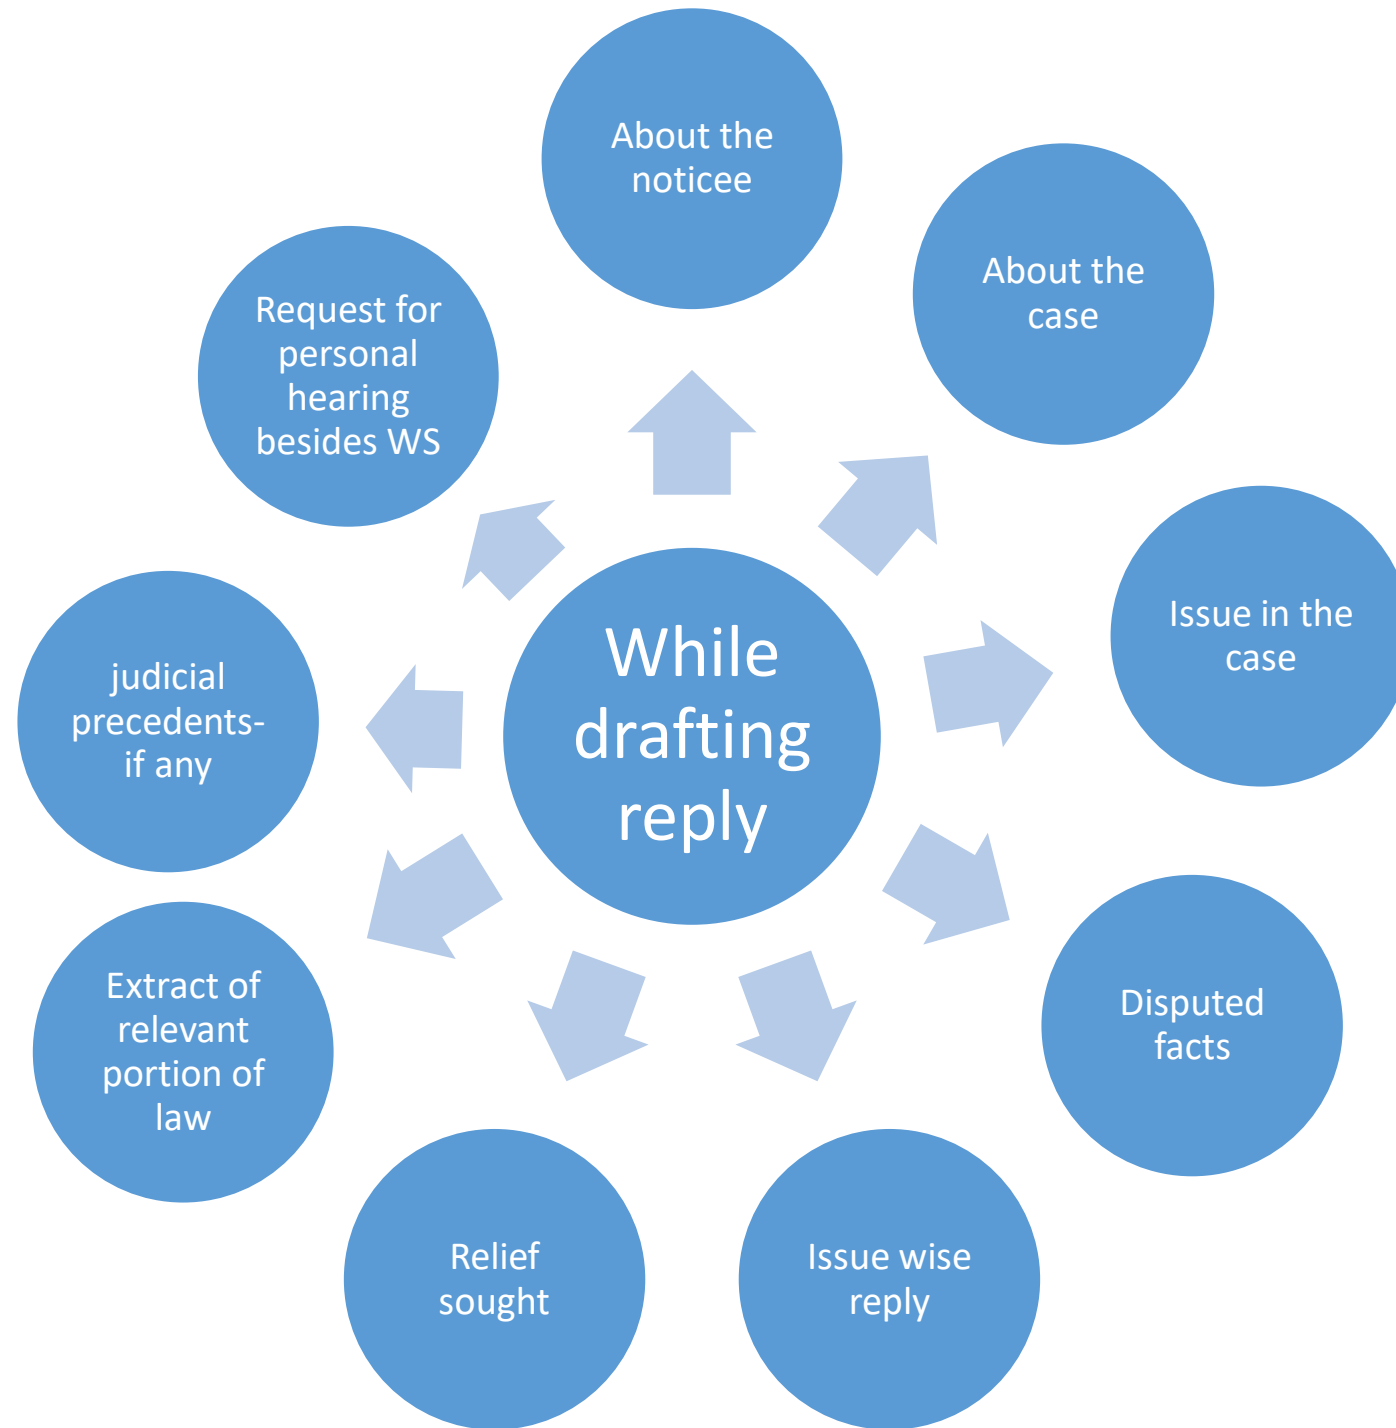 About the
noticee
About the
case
Issue in the
case
Disputed
facts
Issue wise
reply
Relief
sought
Extract of
relevant
portion of
law
judicial
precedents-
if any
Request for
personal
hearing
besides WS
While
drafting
reply